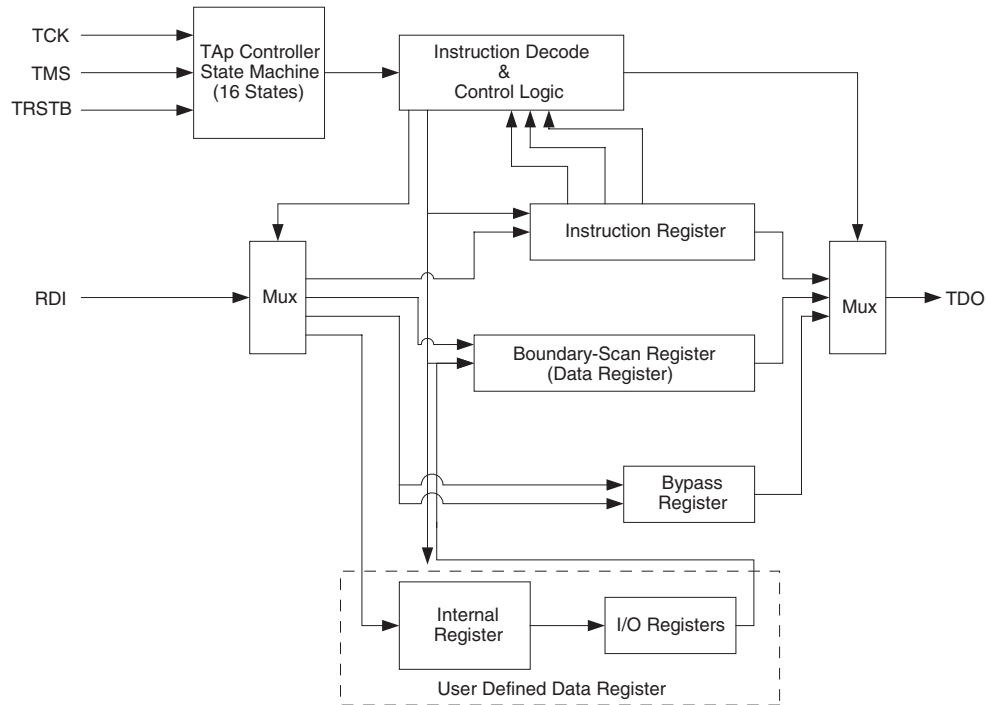 TCK
TMS
TRSTB
TAp Controller
State Machine
(16 States)
Instruction Decode
&
Control Logic
Instruction Register
RDI
Mux
Mux
TDO
Boundary-Scan Register
(Data Register)
Bypass
Register
Internal
Register
I/O Registers
User Defined Data Register